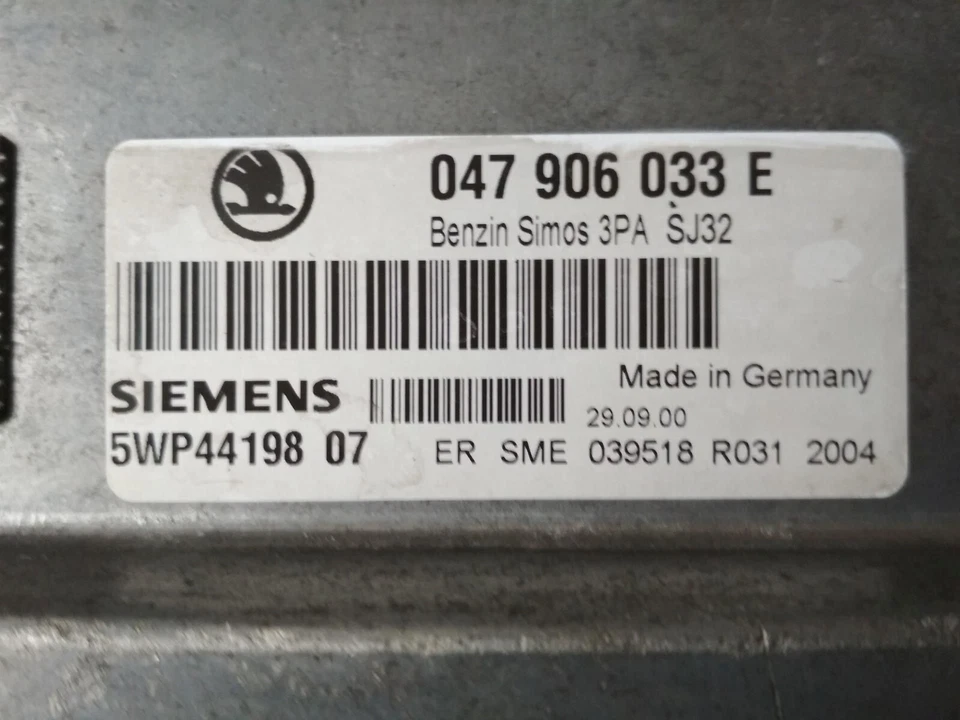 047 906 033 E
Benzin Simos 3PA SJ32
Made in Germany
SIEMENS
29.09.00
5WP44198 07 ER SME 039518 R031 2004